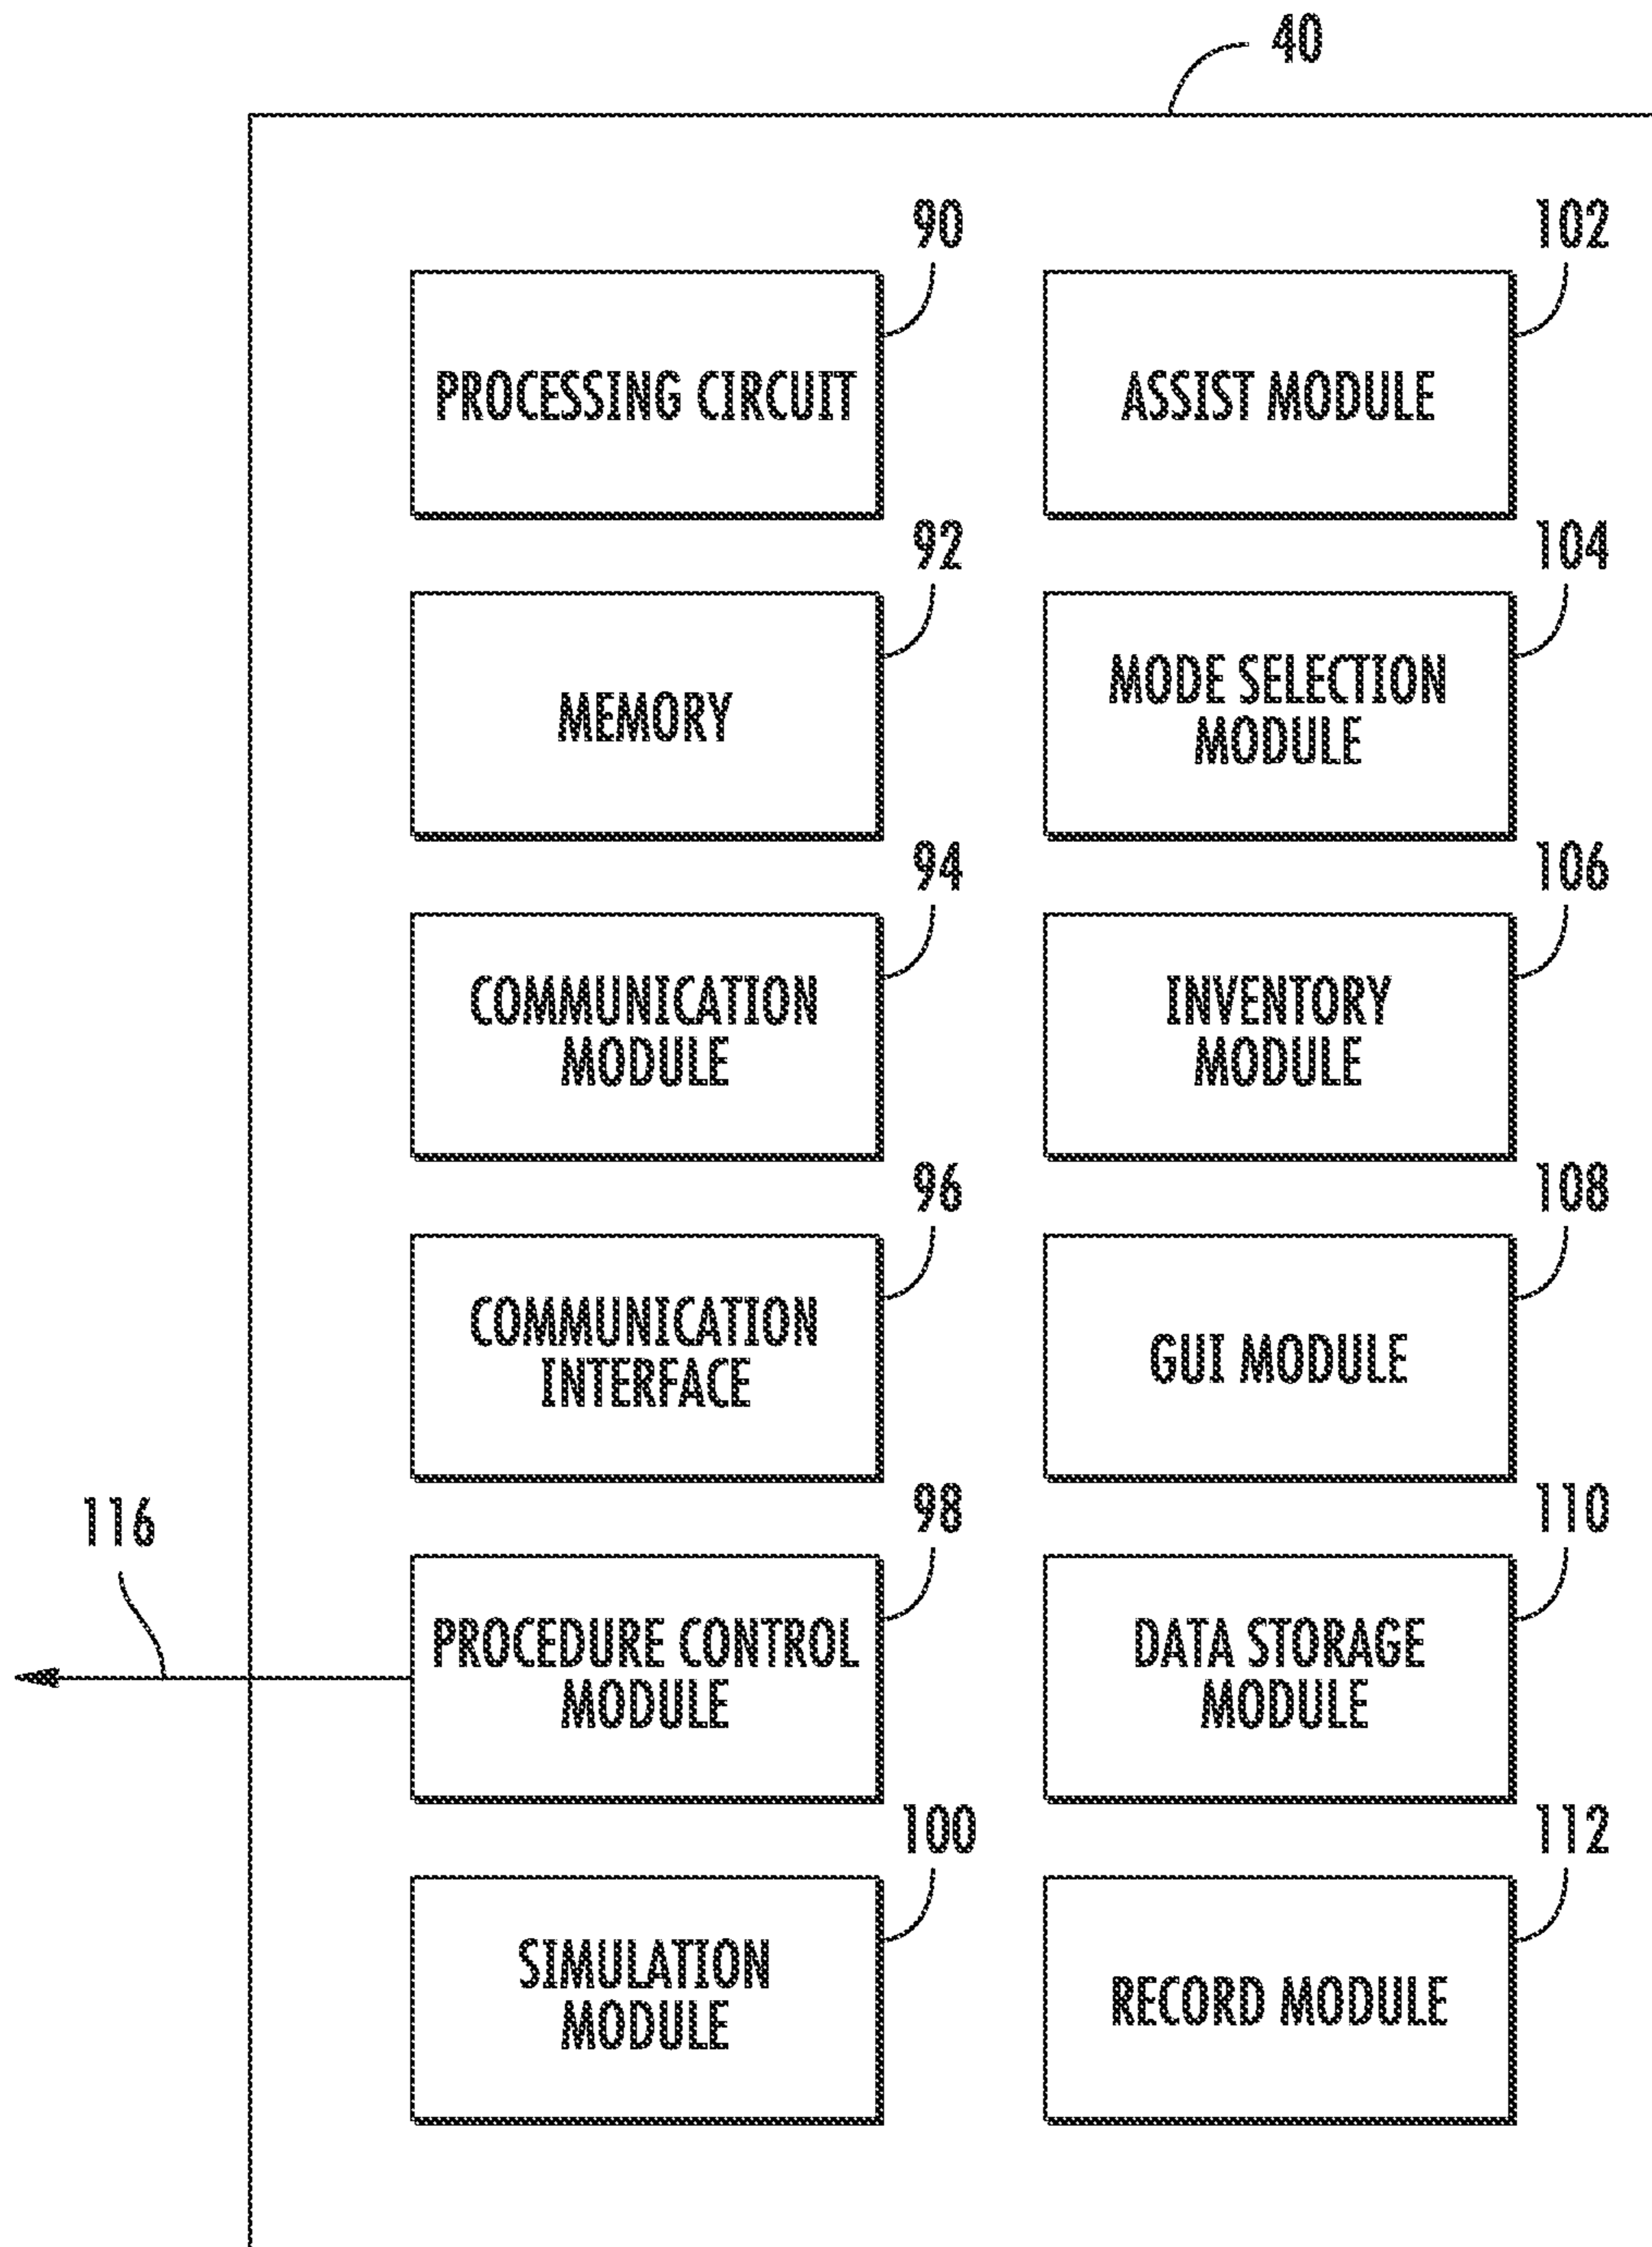 40
90
PROCESSING CIRCUIT
102
ASSIST MODULE
92
MEMORY
104
MODE SELECTION
MODULE
94
COMMUNICATION
MODULE
106
INVENTORY
MODULE
96
COMMUNICATION
INTERFACE
108
GUI MODULE
116
98
PROCEDURE CONTROL
MODULE
110
DATA STORAGE
MODULE
100
SIMULATION
MODULE
112
RECORD MODULE